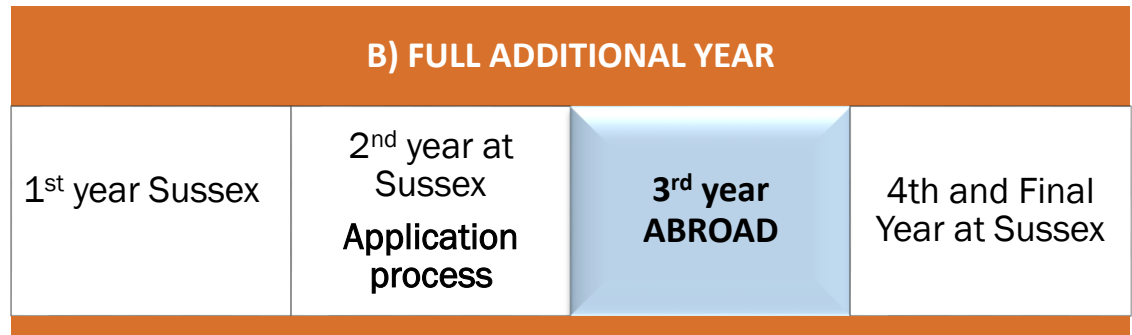 B) FULL ADDITIONAL YEAR
1st year Sussex
2nd year at
Sussex
Application
process
3rd year
ABROAD
4th and Final
Year at Sussex